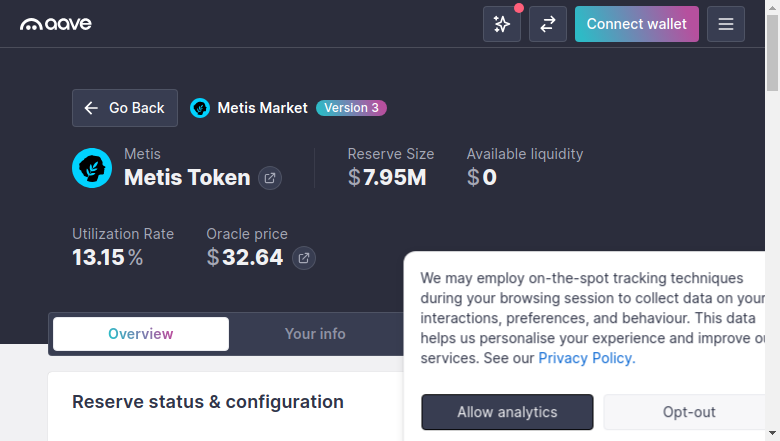 aave
Connect wallet
Go Back
Metis Market
Version 3
Metis
Metis Token
Reserve Size
$7.95M
Available liquidity
$0
Utilization Rate
13.15%
Oracle price
$32.64
We may employ on-the-spot tracking techniques
during your browsing session to collect data on your
interactions, preferences, and behaviour. This data
helps us personalise your experience and improve
services. See our Privacy Policy.
Allow analytics
Opt-out
Overview
Your info
Reserve status & configuration